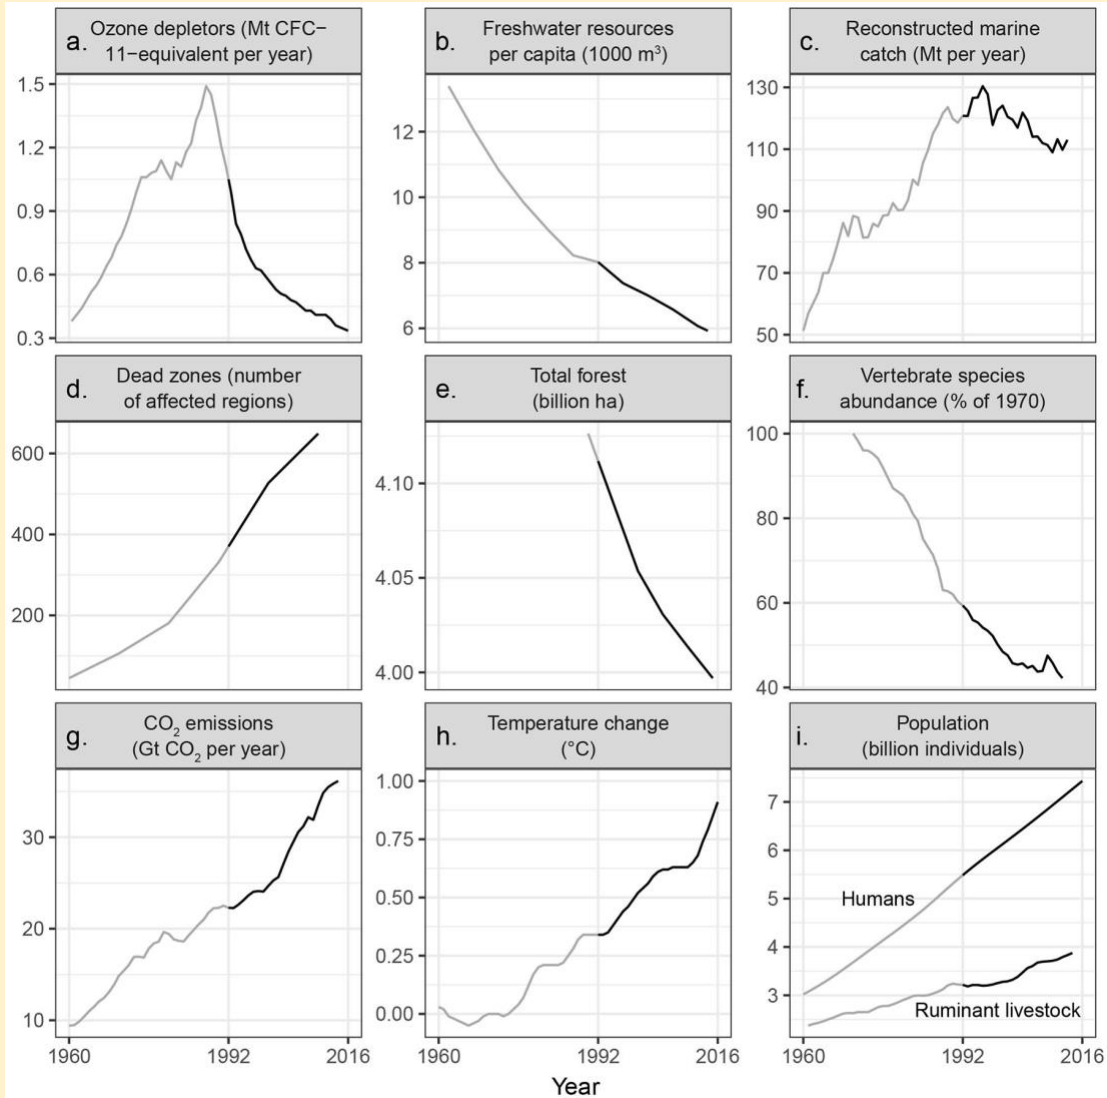 a. Ozone depletors (Mt CFC−
11−equivalent per year)
1.5
1.2
0.9
0.6
0.3
b. Freshwater resources
per capita (1000 m³)
12
10
8
6
c. Reconstructed marine
catch (Mt per year)
130
110
90
70
50
d. Dead zones (number
of affected regions)
600
400
200
e. Total forest
(billion ha)
4.10
4.05
4.00
f. Vertebrate species
abundance (% of 1970)
100
80
60
40
g. CO₂ emissions
(Gt CO₂ per year)
30
20
10
1960 1992 2016
h. Temperature change
(°C)
1.00
0.75
0.50
0.25
0.00
1960 1992 2016
i. Population
(billion individuals)
7
6
5
4
3
Humans
Ruminant livestock
1960 1992 2016
Year